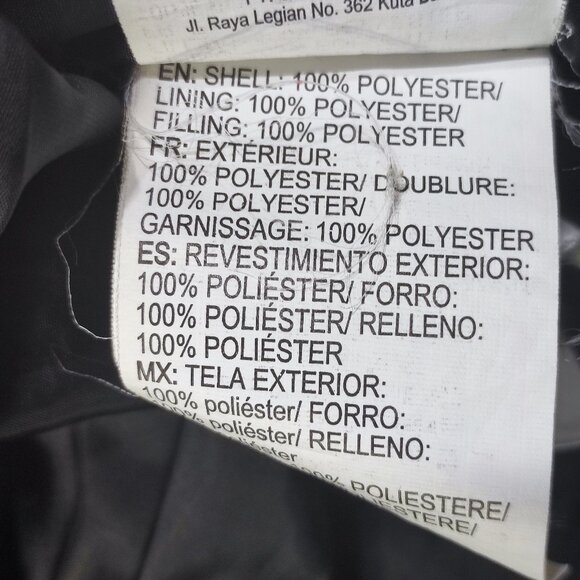 Jl. Raya Legian No. 362 Kuta
EN: SHELL: 100% POLYESTER/
LINING: 100% POLYESTER/
FILLING: 100% POLYESTER
FR: EXTÉRIEUR:
100% POLYESTER/ DOUBLURE:
100% POLYESTER/
GARNISSAGE: 100% POLYESTER
ES: REVESTIMIENTO EXTERIOR:
100% POLIÉSTER/ FORRO:
100% POLIÉSTER/ RELLENO:
100% POLIÉSTER
MX: TELA EXTERIOR:
100% poliéster/ FORRO:
100% poliéster/ RELLENO:
poliéster
100% POLIESTERE/
POLIESTERE/